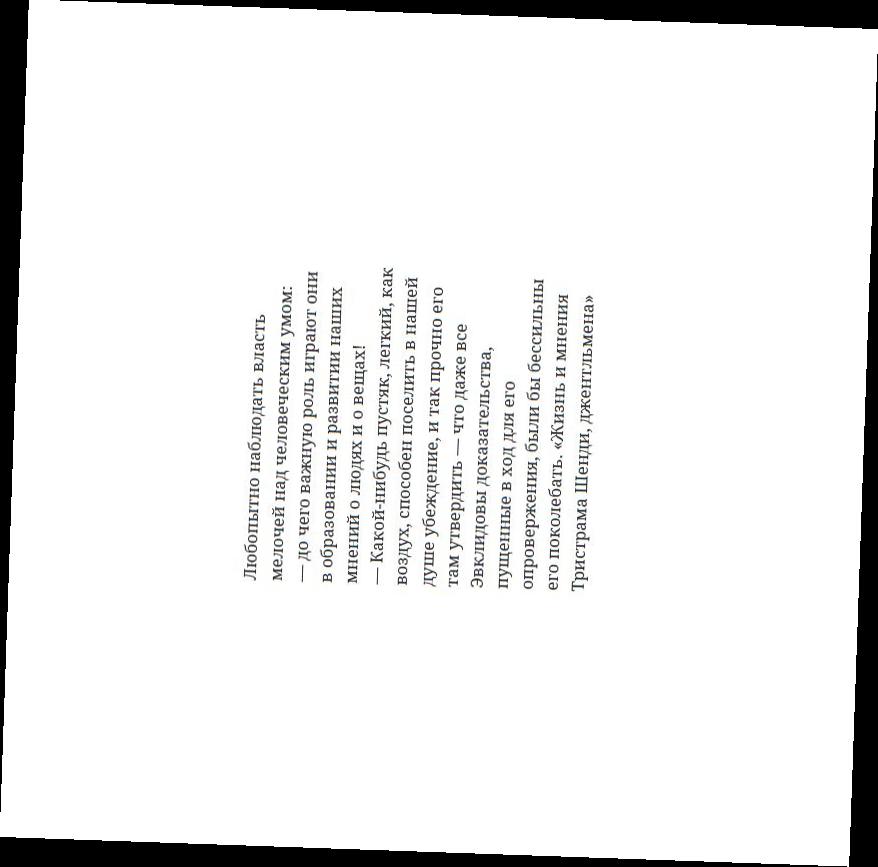 Любопытно наблюдать власть
мелочей над человеческим умом:
— до чего важную роль играют они
в образовании и развитии наших
мнений о людях и о вещах!
— Какой-нибудь пустяк, легкий, как
воздух, способен поселить в нашей
душе убеждение, и так прочно его
там утвердить — что даже все
Эвклидовы доказательства,
пущенные в ход для его
опровержения, были бы бессильны
его поколебать. «Жизнь и мнения
Тристрама Шенди, джентльмена»